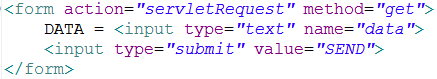 <form action="servletRequest" method="get">
DATA = <input type="text" name="data">
<input type="submit" value="SEND">
</form>